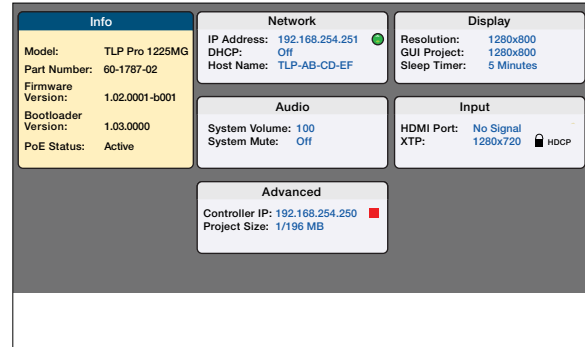 Info
Model: TLP Pro 1225MG
Part Number: 60-1787-02
Firmware
Version: 1.02.0001-b001
Bootloader
Version: 1.03.0000
PoE Status: Active
Network
IP Address: 192.168.254.251
DHCP: Off
Host Name: TLP-AB-CD-EF
Display
Resolution: 1280x800
GUI Project: 1280x800
Sleep Timer: 5 Minutes
Audio
System Volume: 100
System Mute: Off
Input
HDMI Port: No Signal
XTP: 1280x720 HDCP
Advanced
Controller IP: 192.168.254.250
Project Size: 1/196 MB